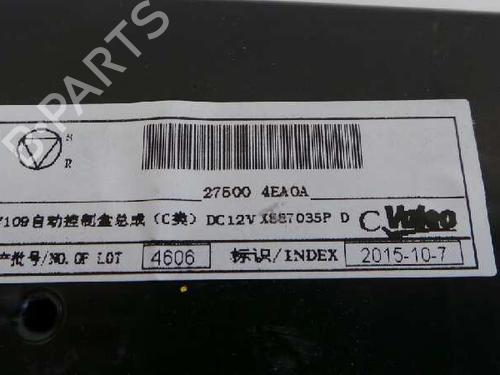 S
R
27500 4EA0A
7109自动控制盒总成(C类) DC12V X887035P D C Valeo
产批号/NO.OF LOT 4606 标识/INDEX 2015-10-7
B-PARTS